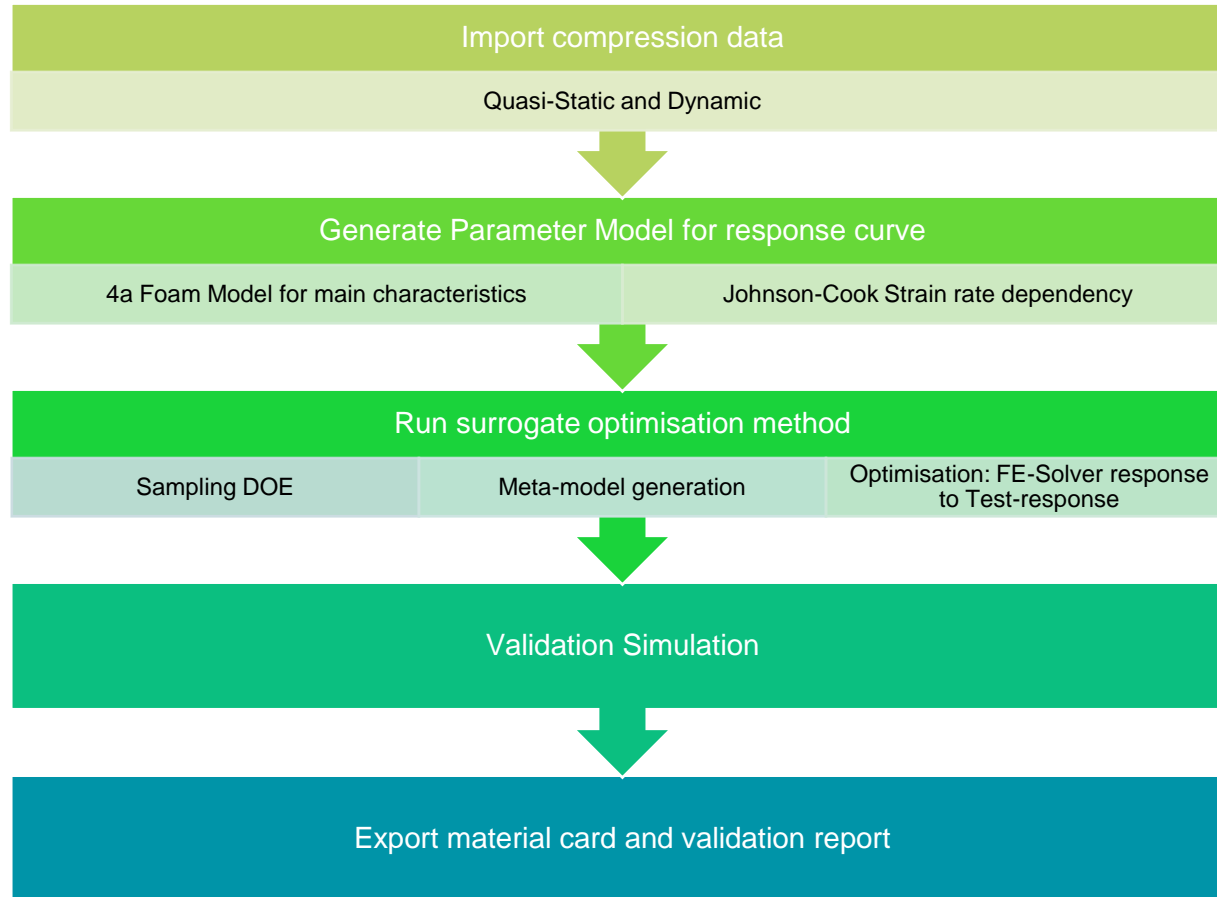 Import compression data
Quasi-Static and Dynamic
Generate Parameter Model for response curve
4a Foam Model for main characteristics
Johnson-Cook Strain rate dependency
Run surrogate optimisation method
Sampling DOE
Meta-model generation
Optimisation: FE-Solver response
to Test-response
Validation Simulation
Export material card and validation report